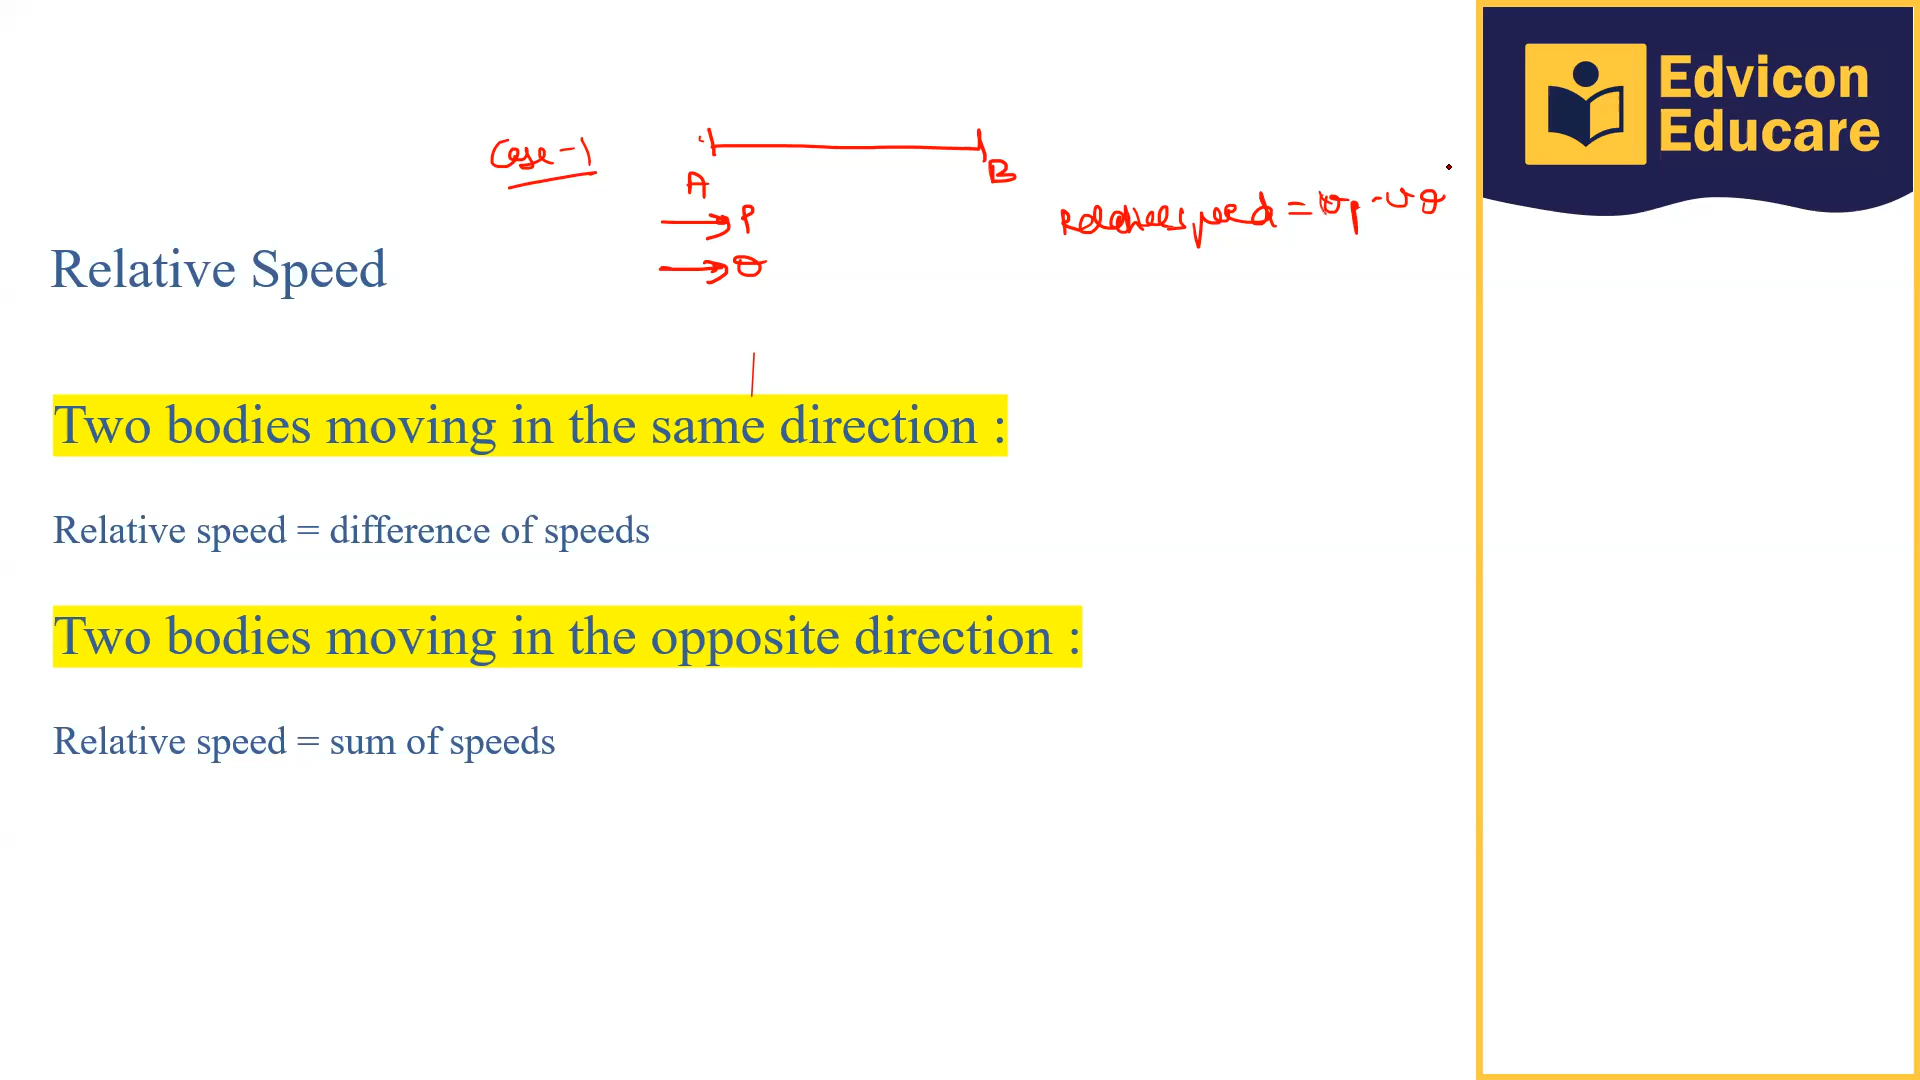 Case-1
A
B
P
Q
Relative speed = vp - vQ
Relative Speed
Two bodies moving in the same direction :
Relative speed = difference of speeds
Two bodies moving in the opposite direction :
Relative speed = sum of speeds
Edvicon
Educare